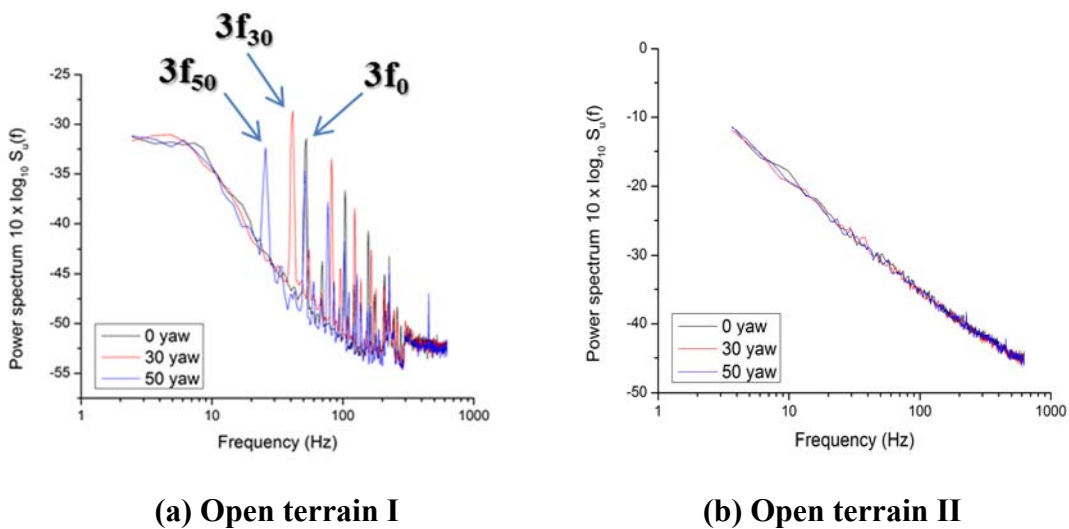 3f₃₀
3f₅₀
3f₀
-25
-30
-35
-40
-45
-50
-55
Power spectrum 10 x log₁₀ Sᵤ(f)
0 yaw
30 yaw
50 yaw
1
10
100
1000
Frequency (Hz)
(a) Open terrain I
0
-10
-20
-30
-40
-50
Power spectrum 10 x log₁₀ Sᵤ(f)
0 yaw
30 yaw
50 yaw
1
10
100
1000
Frequency (Hz)
(b) Open terrain II